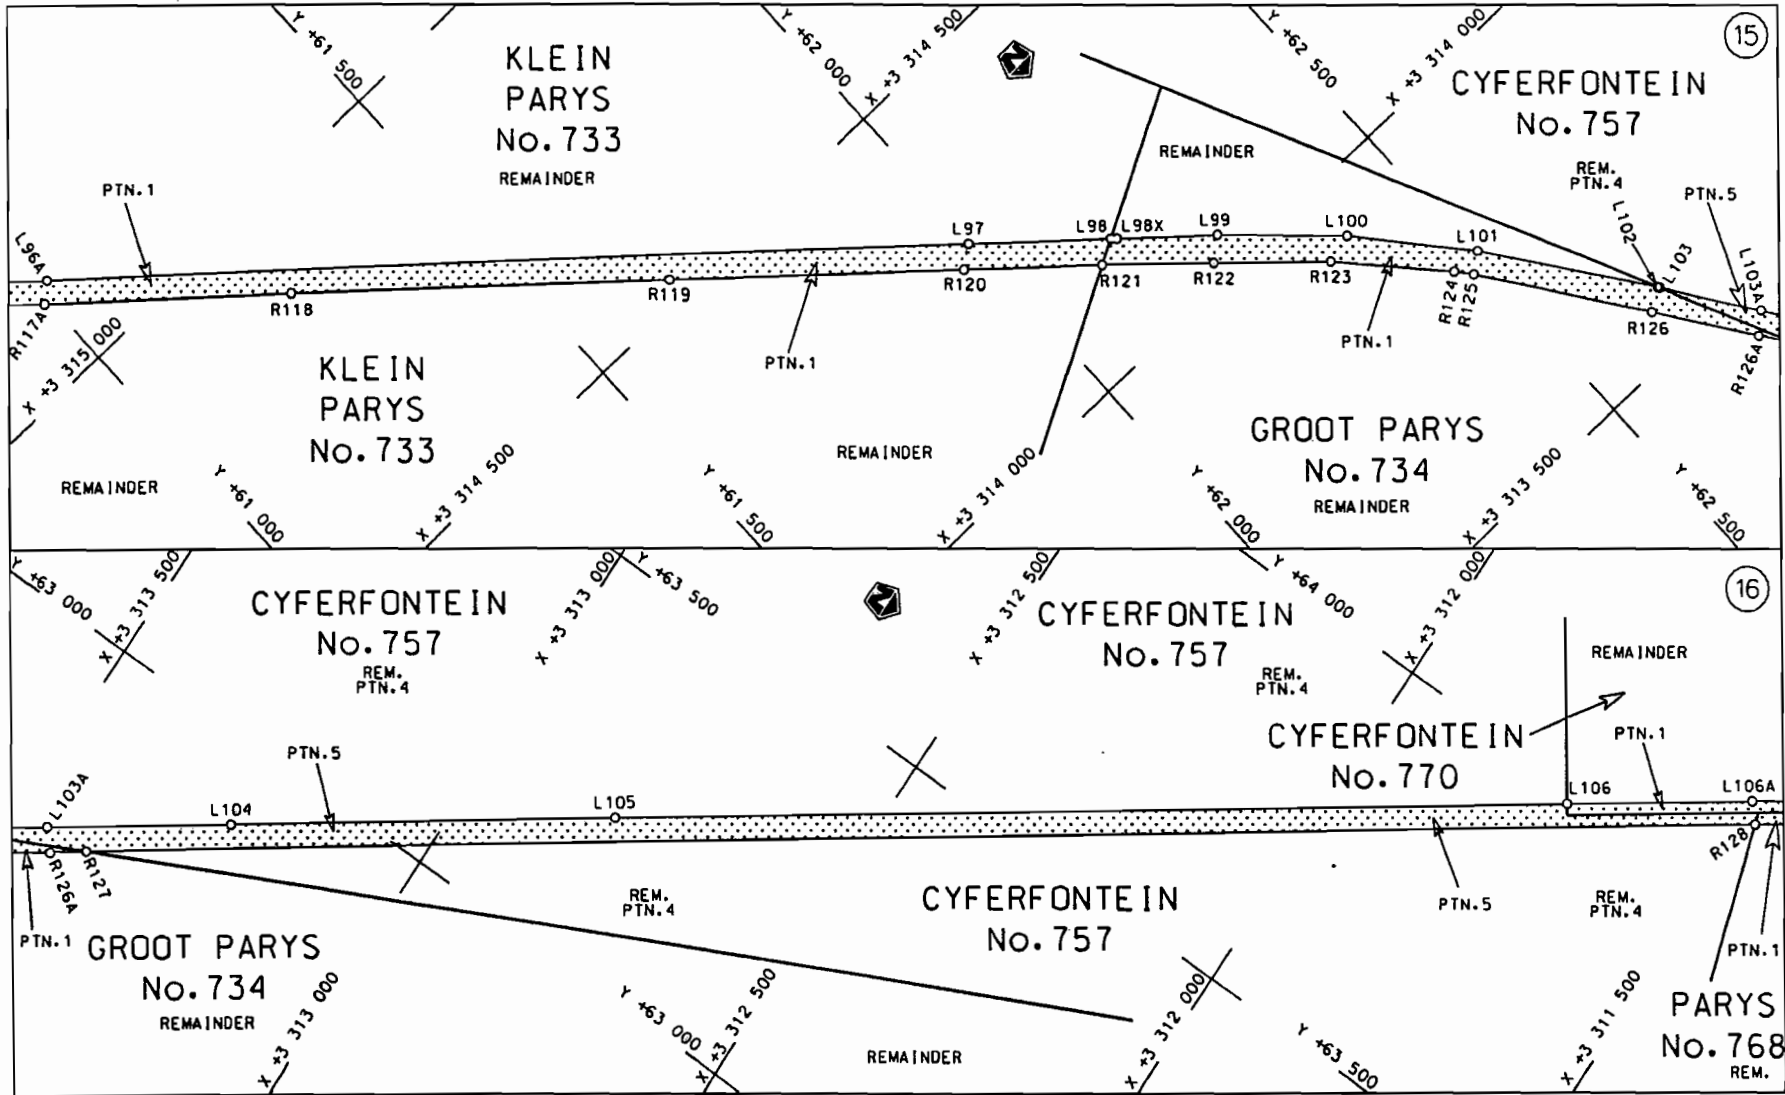 Y +61 500
KLEIN
PARYS
No. 733
REMAINDER
Y +62 000
X +3 314 500
N
Y +62 500
X +3 314 000
15
CYFERFONTEIN
No. 757
REM.
PTN.4
REMAINDER
PTN.1
PTN.5
L96A
L97
L98
L98X
L99
L100
L101
L102
L103
L103A
R117A
R118
R119
R120
R121
R122
R123
R124
R125
R126
R126A
X +3 315 000
PTN.1
PTN.1
KLEIN
PARYS
No. 733
REMAINDER
REMAINDER
GROOT PARYS
No. 734
REMAINDER
Y +61 000
X +3 314 500
Y +61 500
X +3 314 000
Y +62 000
X +3 313 500
Y +62 500
Y +63 000
X +3 313 500
CYFERFONTEIN
No. 757
REM.
PTN.4
X +3 313 000
Y +63 500
N
X +3 312 500
CYFERFONTEIN
No. 757
REM.
PTN.4
Y +64 000
X +3 312 000
16
REMAINDER
CYFERFONTEIN
No. 770
PTN.1
PTN.5
L103A
L104
L105
L106
L106A
R126A
R127
R128
PTN.1
GROOT PARYS
No. 734
REMAINDER
REM.
PTN.4
CYFERFONTEIN
No. 757
PTN.5
REM.
PTN.4
PTN.1
X +3 313 000
Y +63 000
X +3 312 500
REMAINDER
X +3 312 000
Y +63 500
X +3 311 500
PARYS
No. 768
REM.